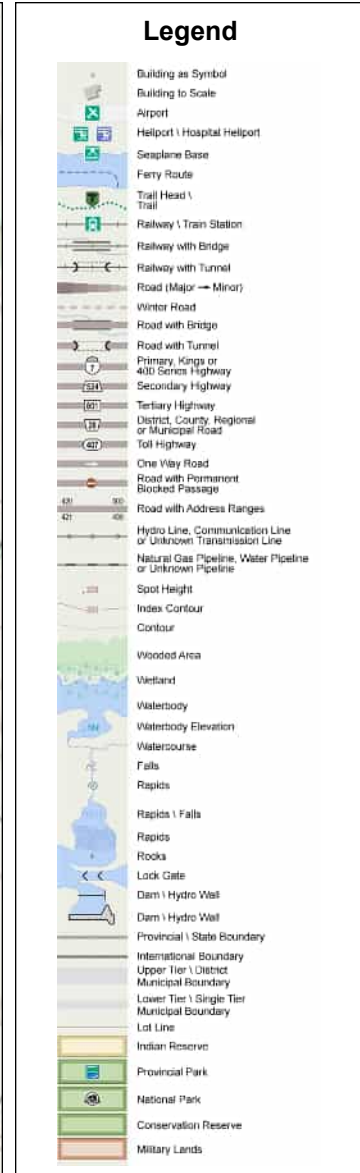 Legend
Building as Symbol
Building to Scale
Airport
Heliport \ Hospital Heliport
Seaplane Base
Ferry Route
Trail Head \
Trail
Railway \ Train Station
Railway with Bridge
Railway with Tunnel
Road (Major → Minor)
Winter Road
Road with Bridge
Road with Tunnel
7
Primary, Kings or
400 Series Highway
524
Secondary Highway
801
Tertiary Highway
28
District, County, Regional
or Municipal Road
407
Toll Highway
One Way Road
Road with Permanent
Blocked Passage
Road with Address Ranges
Hydro Line, Communication Line
or Unknown Transmission Line
Natural Gas Pipeline, Water Pipeline
or Unknown Pipeline
Spot Height
Index Contour
Contour
Wooded Area
Wetland
Waterbody
Waterbody Elevation
Watercourse
Falls
Rapids
Rapids \ Falls
Rapids
Rocks
Lock Gate
Dam \ Hydro Wall
Dam \ Hydro Wall
Provincial \ State Boundary
International Boundary
Upper Tier \ District
Municipal Boundary
Lower Tier \ Single Tier
Municipal Boundary
Lot Line
Indian Reserve
Provincial Park
National Park
Conservation Reserve
Military Lands